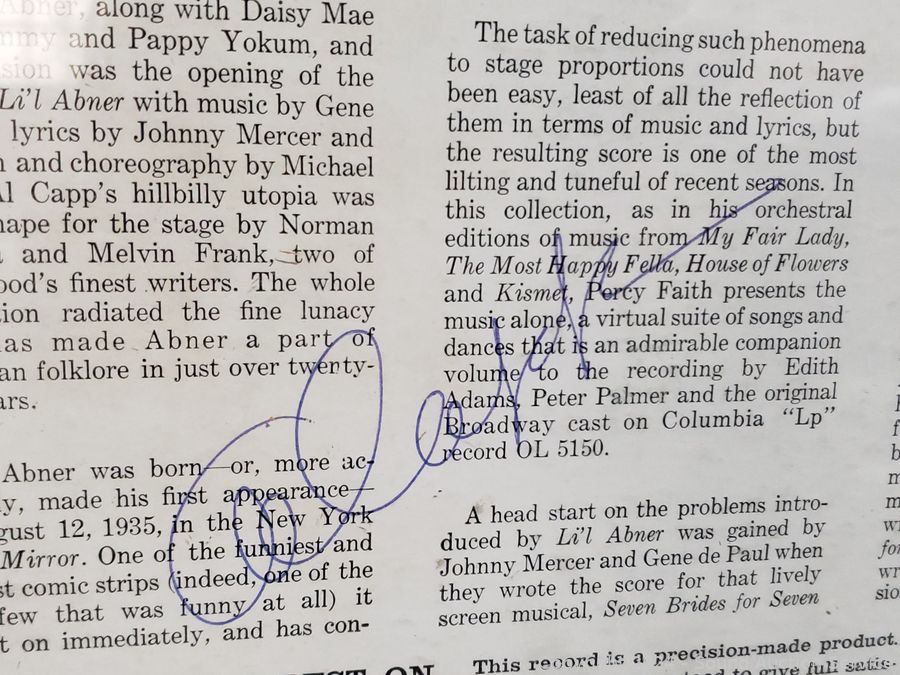 Abner, along with Daisy Mae
and Pappy Yokum, and
was the opening of the
Li'l Abner with music by Gene
lyrics by Johnny Mercer and
and choreography by Michael
Capp's hillbilly utopia was
for the stage by Norman
and Melvin Frank, two of
finest writers. The whole
radiated the fine lunacy
has made Abner a part of
folklore in just over twenty-
Abner was born—or, more ac-
made his first appearance—
12, 1935, in the New York
Mirror. One of the funniest and
comic strips (indeed, one of the
few that was funny at all) it
on immediately, and has con-
The task of reducing such phenomena
to stage proportions could not have
been easy, least of all the reflection of
them in terms of music and lyrics, but
the resulting score is one of the most
lilting and tuneful of recent seasons. In
this collection, as in his orchestral
editions of music from My Fair Lady,
The Most Happy Fella, House of Flowers
and Kismet, Percy Faith presents the
music alone, a virtual suite of songs and
dances that is an admirable companion
volume to the recording by Edith
Adams, Peter Palmer and the original
Broadway cast on Columbia "Lp"
record OL 5150.
A head start on the problems intro-
duced by Li'l Abner was gained by
Johnny Mercer and Gene de Paul when
they wrote the score for that lively
screen musical, Seven Brides for Seven
This record is a precision-made product.
to give full satis-